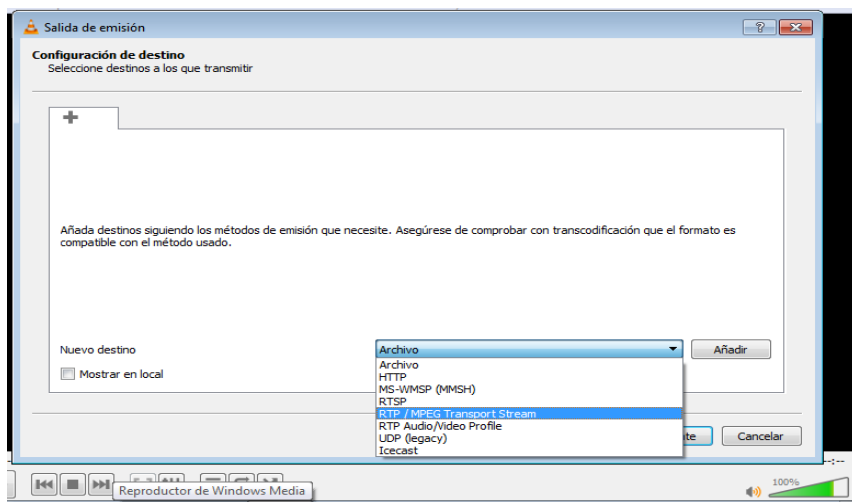 Salida de emisión
Configuración de destino
Seleccione destinos a los que transmitir
Añada destinos siguiendo los métodos de emisión que necesite. Asegúrese de comprobar con transcodificación que el formato es
compatible con el método usado.
Nuevo destino
Archivo
Añadir
Archivo
Mostrar en local
HTTP
MS-WMSP (MMSH)
RTSP
RTP / MPEG Transport Stream
RTP Audio/Video Profile
UDP (legacy)
Icecast
Cancelar
Reproductor de Windows Media
100%